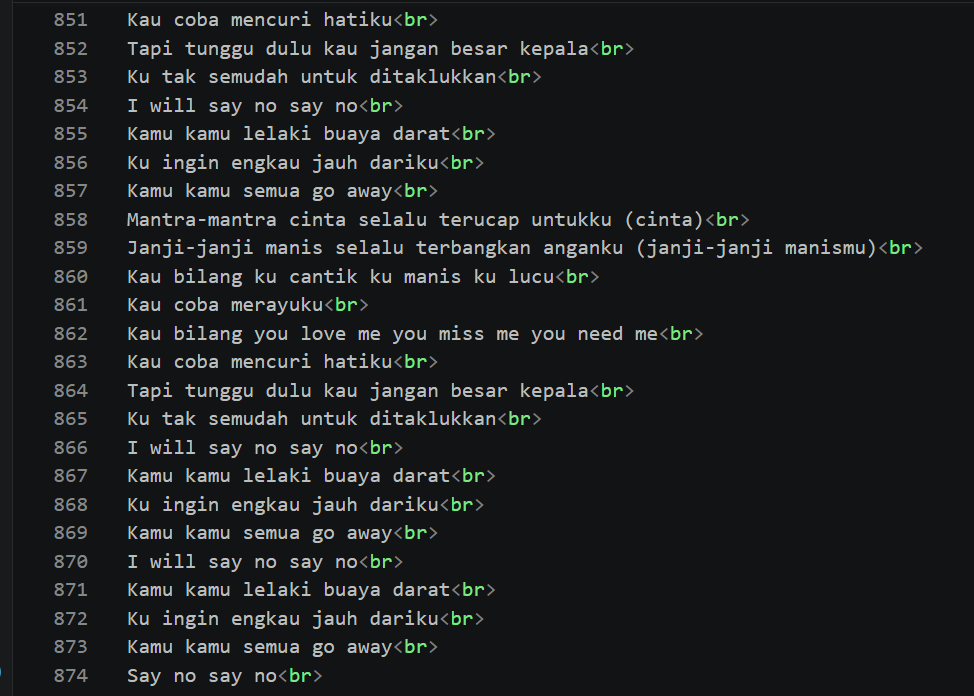 851 Kau coba mencuri hatiku<br>
852 Tapi tunggu dulu kau jangan besar kepala<br>
853 Ku tak semudah untuk ditaklukkan<br>
854 I will say no say no<br>
855 Kamu kamu lelaki buaya darat<br>
856 Ku ingin engkau jauh dariku<br>
857 Kamu kamu semua go away<br>
858 Mantra-mantra cinta selalu terucap untukku (cinta)<br>
859 Janji-janji manis selalu terbangkan anganku (janji-janji manismu)<br>
860 Kau bilang ku cantik ku manis ku lucu<br>
861 Kau coba merayuku<br>
862 Kau bilang you love me you miss me you need me<br>
863 Kau coba mencuri hatiku<br>
864 Tapi tunggu dulu kau jangan besar kepala<br>
865 Ku tak semudah untuk ditaklukkan<br>
866 I will say no say no<br>
867 Kamu kamu lelaki buaya darat<br>
868 Ku ingin engkau jauh dariku<br>
869 Kamu kamu semua go away<br>
870 I will say no say no<br>
871 Kamu kamu lelaki buaya darat<br>
872 Ku ingin engkau jauh dariku<br>
873 Kamu kamu semua go away<br>
874 Say no say no<br>